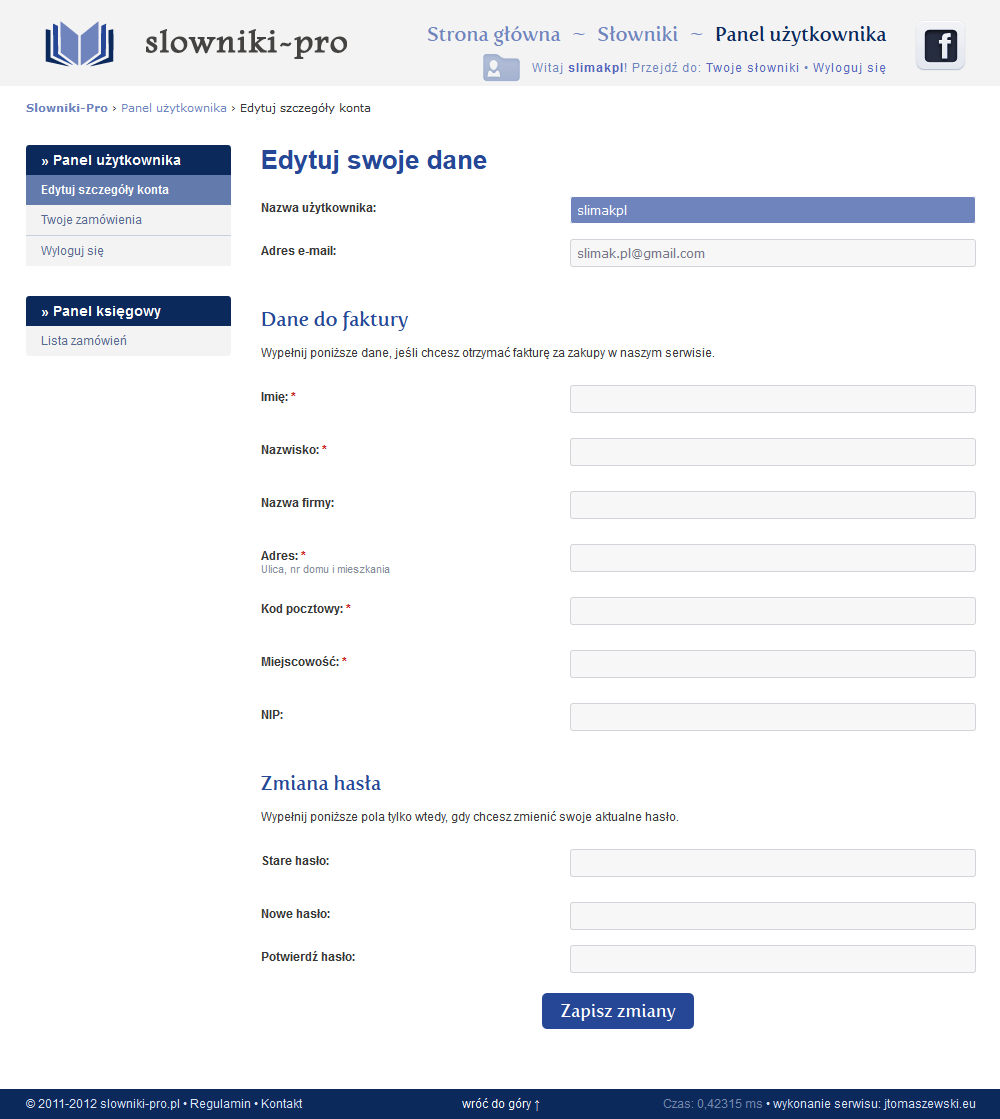 slowniki-pro
Strona główna ~ Słowniki ~ Panel użytkownika
Witaj slimakpl! Przejdź do: Twoje słowniki • Wyloguj się
f
Slowniki-Pro › Panel użytkownika › Edytuj szczegóły konta
» Panel użytkownika
Edytuj szczegóły konta
Twoje zamówienia
Wyloguj się
» Panel księgowy
Lista zamówień
Edytuj swoje dane
Nazwa użytkownika: slimakpl
Adres e-mail: slimak.pl@gmail.com
Dane do faktury
Wypełnij poniższe dane, jeśli chcesz otrzymać fakturę za zakupy w naszym serwisie.
Imię: *
Nazwisko: *
Nazwa firmy:
Adres: *
Ulica, nr domu i mieszkania
Kod pocztowy: *
Miejscowość: *
NIP:
Zmiana hasła
Wypełnij poniższe pola tylko wtedy, gdy chcesz zmienić swoje aktualne hasło.
Stare hasło:
Nowe hasło:
Potwierdź hasło:
Zapisz zmiany
© 2011-2012 slowniki-pro.pl • Regulamin • Kontakt wróć do góry ↑ Czas: 0,42315 ms • wykonanie serwisu: jtomaszewski.eu